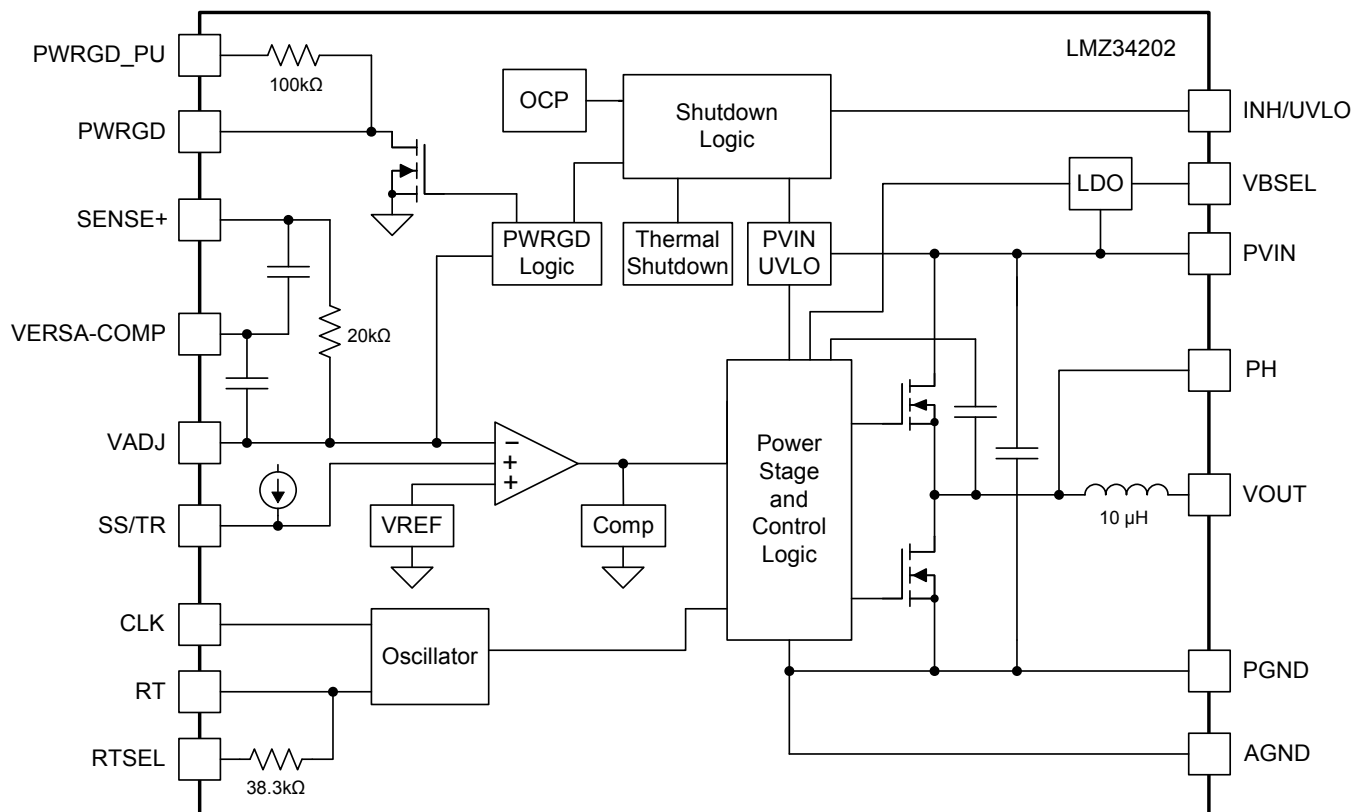 LMZ34202
PWRGD_PU
100kΩ
PWRGD
SENSE+
VERSA-COMP
20kΩ
VADJ
SS/TR
CLK
RT
RTSEL
38.3kΩ
OCP
Shutdown
Logic
PWRGD
Logic
Thermal
Shutdown
PVIN
UVLO
LDO
−
+
+
VREF
Comp
Oscillator
Power
Stage
and
Control
Logic
10 µH
INH/UVLO
VBSEL
PVIN
PH
VOUT
PGND
AGND